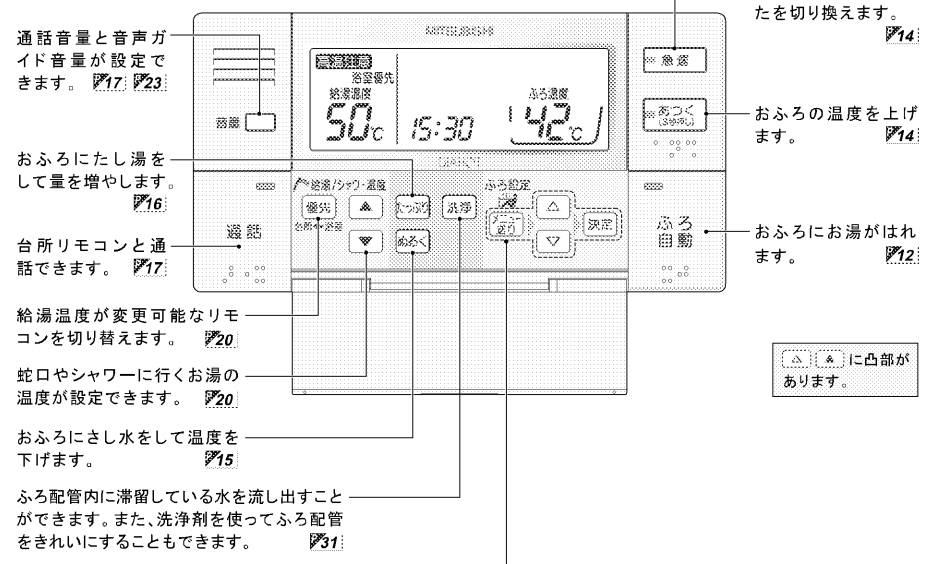 通話音量と音声ガ
イド音量が設定で
きます。 17 23
おふろにたし湯を
して量を増やします。
16
台所リモコンと通
話できます。 17
給湯温度が変更可能なリモ
コンを切り替えます。 20
蛇口やシャワーに行くお湯の
温度が設定できます。 20
おふろにさし水をして温度を
下げます。 15
ふろ配管内に滞留している水を流し出すこと
ができます。また、洗浄剤を使ってふろ配管
をきれいにすることもできます。 31
MITSUBISHI
高温注意
浴室優先
給湯温度
50℃
15:30
ふろ温度
42℃
音量
DIAHOT
通話
給湯/シャワー温度
優先
台所⇔浴室
たっぷり
ぬるく
洗浄
ふろ設定
メニュー
送り
△
▽
決定
急速
あつく
(3秒押し)
ふろ
自動
たを切り換えます。
14
おふろの温度を上げ
ます。 14
おふろにお湯がはれ
ます。 12
△ に凸部が
あります。